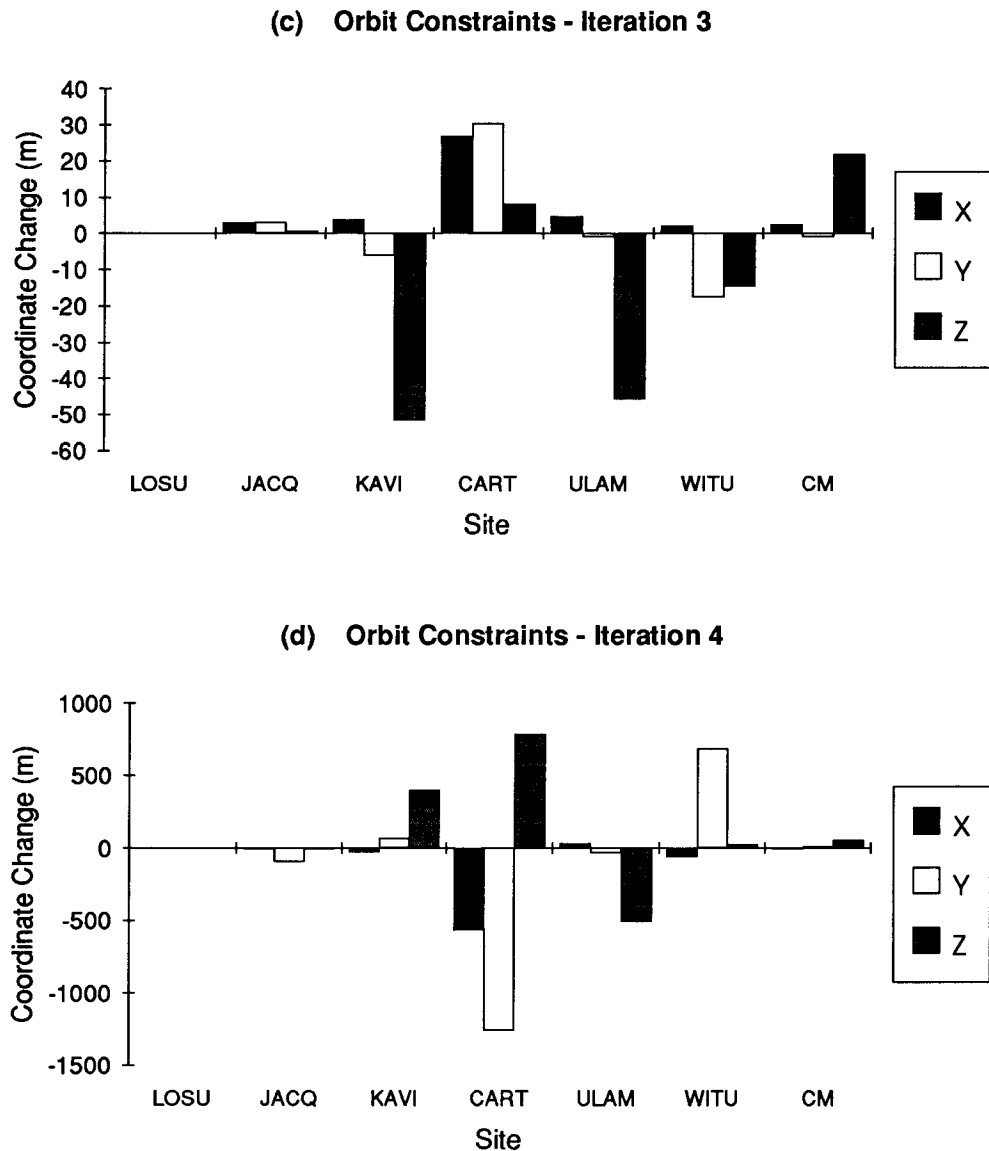 (c) Orbit Constraints - Iteration 3
40
30
20
10
0
-10
-20
-30
-40
-50
-60
Coordinate Change (m)
LOSU JACQ KAVI CART ULAM WITU CM
Site
X
Y
Z
(d) Orbit Constraints - Iteration 4
1000
500
0
-500
-1000
-1500
Coordinate Change (m)
LOSU JACQ KAVI CART ULAM WITU CM
Site
X
Y
Z